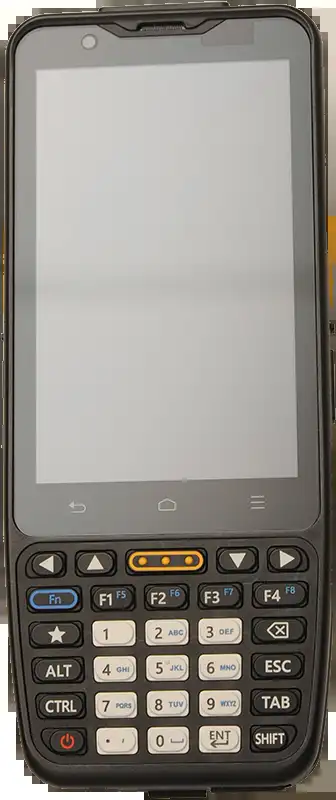 Fn F1 F5 F2 F6 F3 F7 F4 F8
1 2 ABC 3 DEF
ALT 4 GHI 5 JKL 6 MNO ESC
CTRL 7 PQRS 8 TUV 9 WXYZ TAB
. , 0 ENT SHIFT